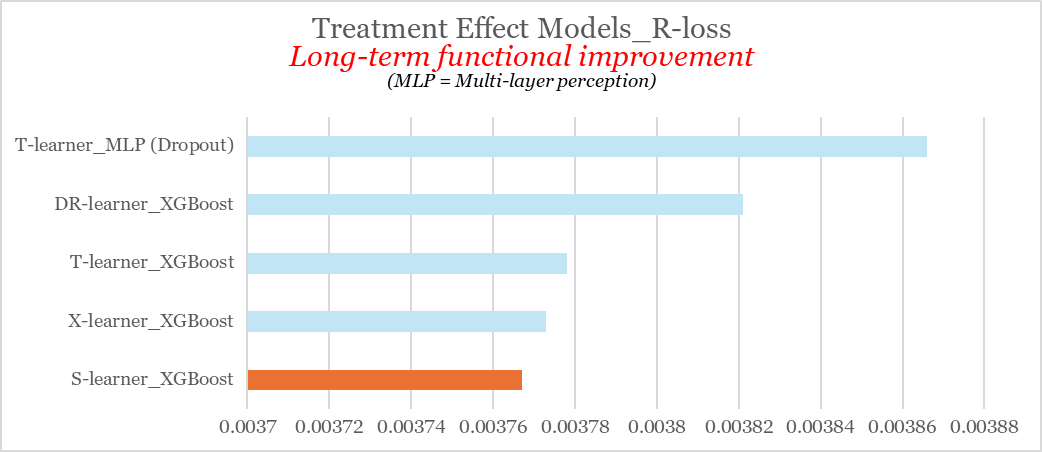 Treatment Effect Models_R-loss
Long-term functional improvement
(MLP = Multi-layer perception)
T-learner_MLP (Dropout)
DR-learner_XGBoost
T-learner_XGBoost
X-learner_XGBoost
S-learner_XGBoost
0.0037 0.00372 0.00374 0.00376 0.00378 0.0038 0.00382 0.00384 0.00386 0.00388